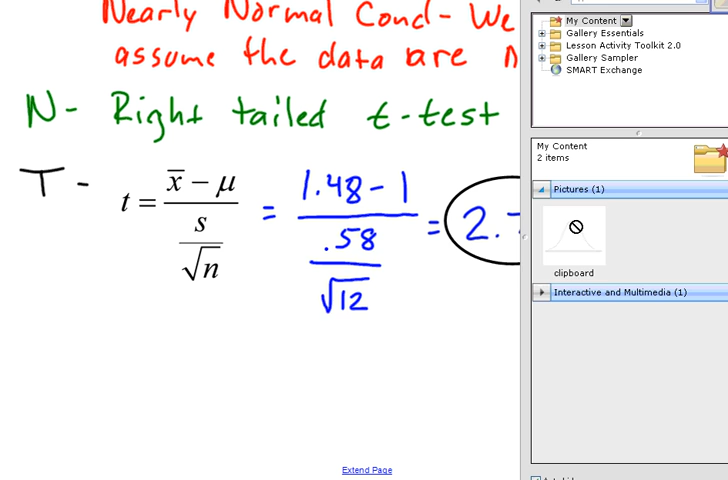 Nearly Normal Cond- We
assume the data are
N- Right tailed t-test
T - t = x̄ - μ / s / √n = 1.48 - 1 / .58 / √12 = 2.
My Content
Gallery Essentials
Lesson Activity Toolkit 2.0
Gallery Sampler
SMART Exchange
My Content
2 items
Pictures (1)
clipboard
Interactive and Multimedia (1)
Extend Page